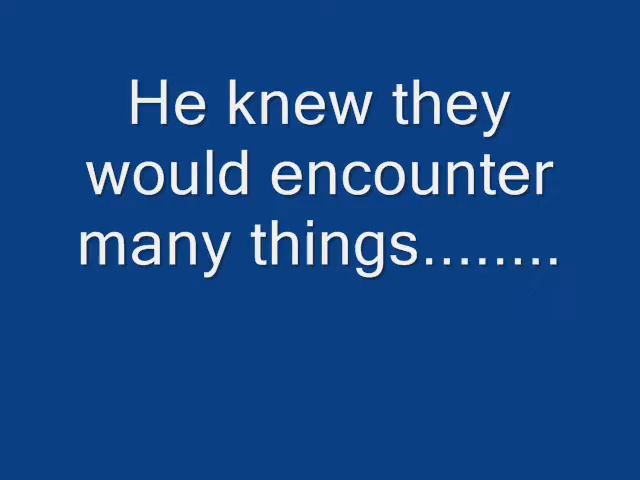 He knew they
would encounter
many things........